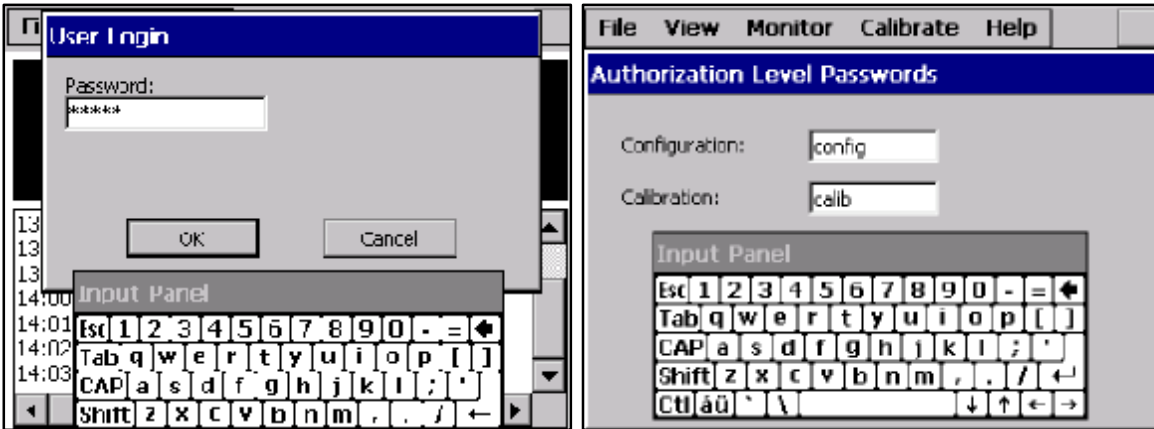 User Login
Password:
*****
OK Cancel
13
13
13
14:00
14:01
14:02
14:03
Input Panel
Esc 1 2 3 4 5 6 7 8 9 0 - = 🡸
Tab q w e r t y u i o p [ ]
CAP a s d f g h j k l ; '
Shift z x c v b n m , . / ←
File View Monitor Calibrate Help
Authorization Level Passwords
Configuration: config
Calibration: calib
Input Panel
Esc 1 2 3 4 5 6 7 8 9 0 - = 🡸
Tab q w e r t y u i o p [ ]
CAP a s d f g h j k l ; '
Shift z x c v b n m , . / ↵
Ctl áü ` \ ↓ ↑ ← →